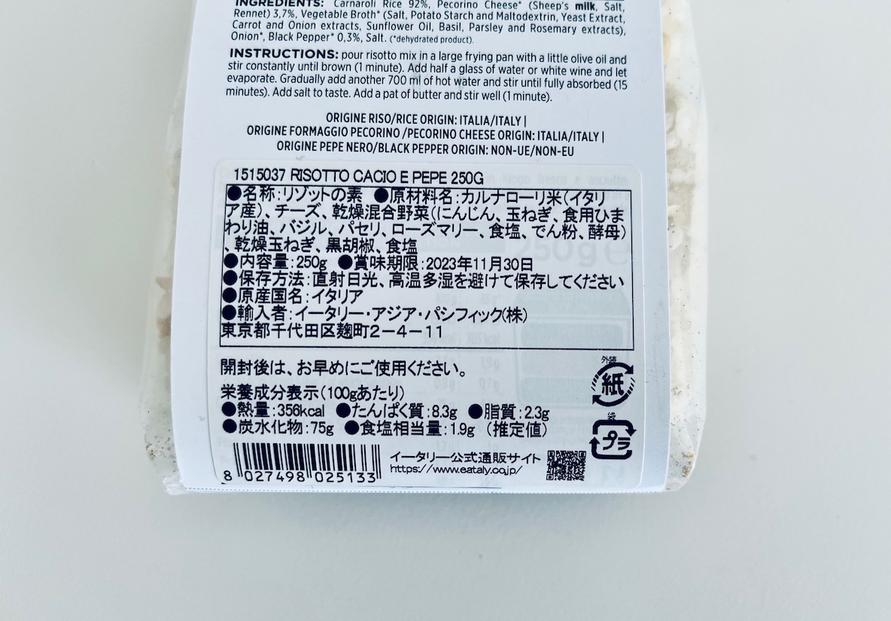 INGREDIENTS: Carnaroli Rice 92%, Pecorino Cheese* (Sheep's milk, Salt,
Rennet) 3,7%, Vegetable Broth* (Salt, Potato Starch and Maltodextrin, Yeast Extract,
Carrot and Onion extracts, Sunflower Oil, Basil, Parsley and Rosemary extracts),
Onion*, Black Pepper* 0,3%, Salt. (*dehydrated product).
INSTRUCTIONS: pour risotto mix in a large frying pan with a little olive oil and
stir constantly until brown (1 minute). Add half a glass of water or white wine and let
evaporate. Gradually add another 700 ml of hot water and stir until fully absorbed (15
minutes). Add salt to taste. Add a pat of butter and stir well (1 minute).
ORIGINE RISO/RICE ORIGIN: ITALIA/ITALY |
ORIGINE FORMAGGIO PECORINO /PECORINO CHEESE ORIGIN: ITALIA/ITALY |
ORIGINE PEPE NERO/BLACK PEPPER ORIGIN: NON-UE/NON-EU
1515037 RISOTTO CACIO E PEPE 250G
●名称:リゾットの素 ●原材料名:カルナローリ米(イタリ
ア産)、チーズ、乾燥混合野菜(にんじん、玉ねぎ、食用ひま
わり油、バジル、パセリ、ローズマリー、食塩、でん粉、酵母)
、乾燥玉ねぎ、黒胡椒、食塩
●内容量:250g ●賞味期限:2023年11月30日
●保存方法:直射日光、高温多湿を避けて保存してください
●原産国名:イタリア
●輸入者:イータリー・アジア・パシフィック(株)
東京都千代田区麹町2-4-11
開封後は、お早めにご使用ください。
栄養成分表示(100gあたり)
●熱量:356kcal ●たんぱく質:8.3g ●脂質:2.3g
●炭水化物:75g ●食塩相当量:1.9g (推定値)
外装
紙
袋
プラ
イータリー公式通販サイト
https://www.eataly.co.jp/
8 027498 025133